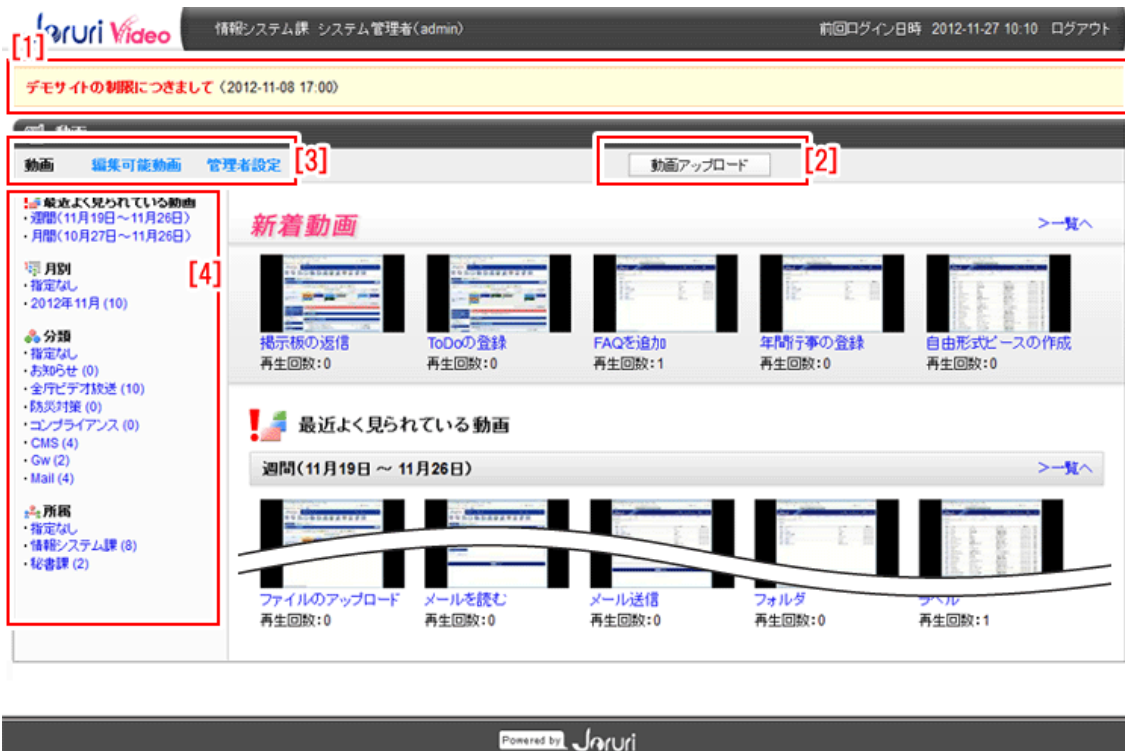 Joruri Video
情報システム課 システム管理者(admin)
前回ログイン日時 2012-11-27 10:10 ログアウト
[1]
デモサイトの制限につきまして (2012-11-08 17:00)
動画
動画 編集可能動画 管理者設定 [3]
動画アップロード [2]
最近よく見られている動画
・週間(11月19日～11月26日)
・月間(10月27日～11月26日)
[4]
月別
・指定なし
・2012年11月 (10)
分類
・指定なし
・お知らせ (0)
・全庁ビデオ放送 (10)
・防災対策 (0)
・コンプライアンス (0)
・CMS (4)
・Gw (2)
・Mail (4)
所属
・指定なし
・情報システム課 (8)
・秘書課 (2)
新着動画
＞一覧へ
掲示板の返信 ToDoの登録 FAQを追加 年間行事の登録 自由形式ピースの作成
再生回数:0 再生回数:0 再生回数:1 再生回数:0 再生回数:0
最近よく見られている動画
週間(11月19日 ～ 11月26日)
＞一覧へ
ファイルのアップロード メールを読む メール送信 フォルダ ラベル
再生回数:0 再生回数:0 再生回数:0 再生回数:0 再生回数:1
Powered by Joruri